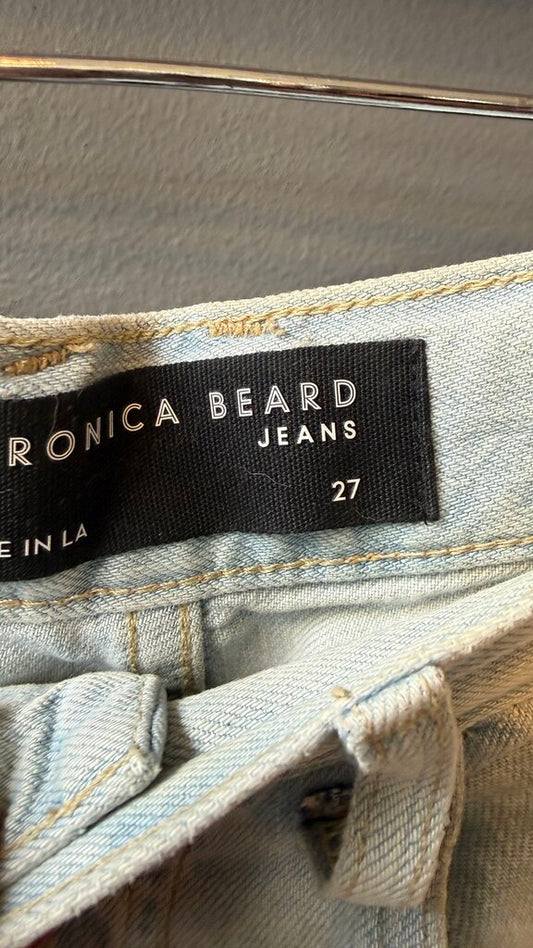 RONICA BEARD
JEANS
27
E IN LA